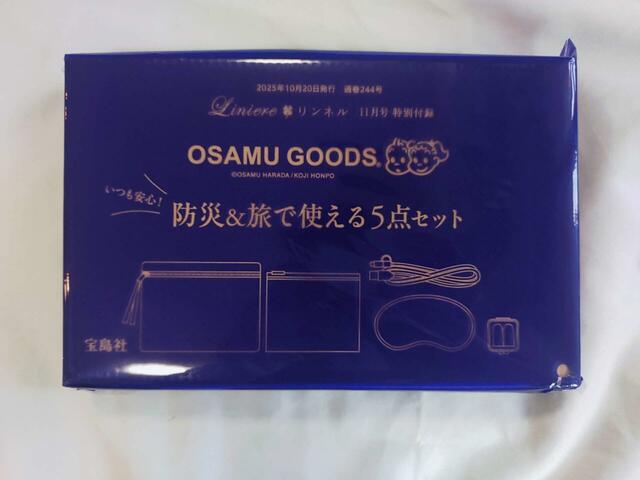 2025年10月20日発行 通巻244号
Liniere リンネル 11月号 特別付録
OSAMU GOODS®
©OSAMU HARADA/KOJI HONPO
いつも安心!
防災&旅で使える5点セット
宝島社